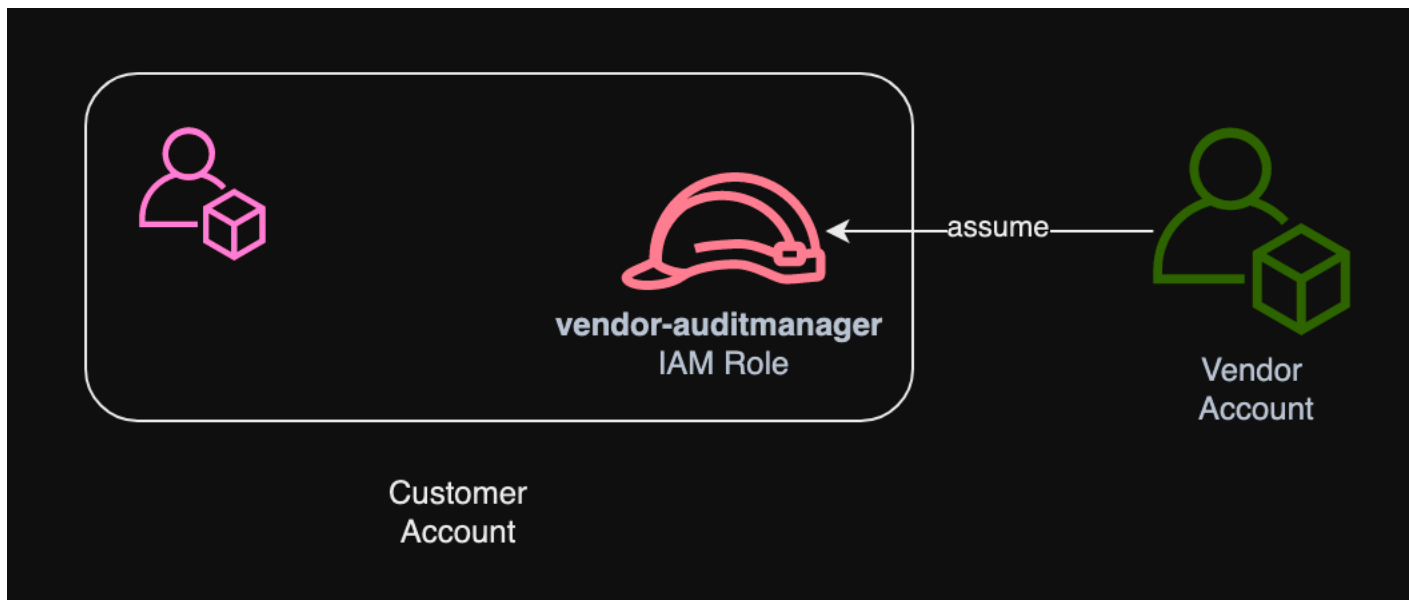 assume
vendor-auditmanager
IAM Role
Vendor
Account
Customer
Account